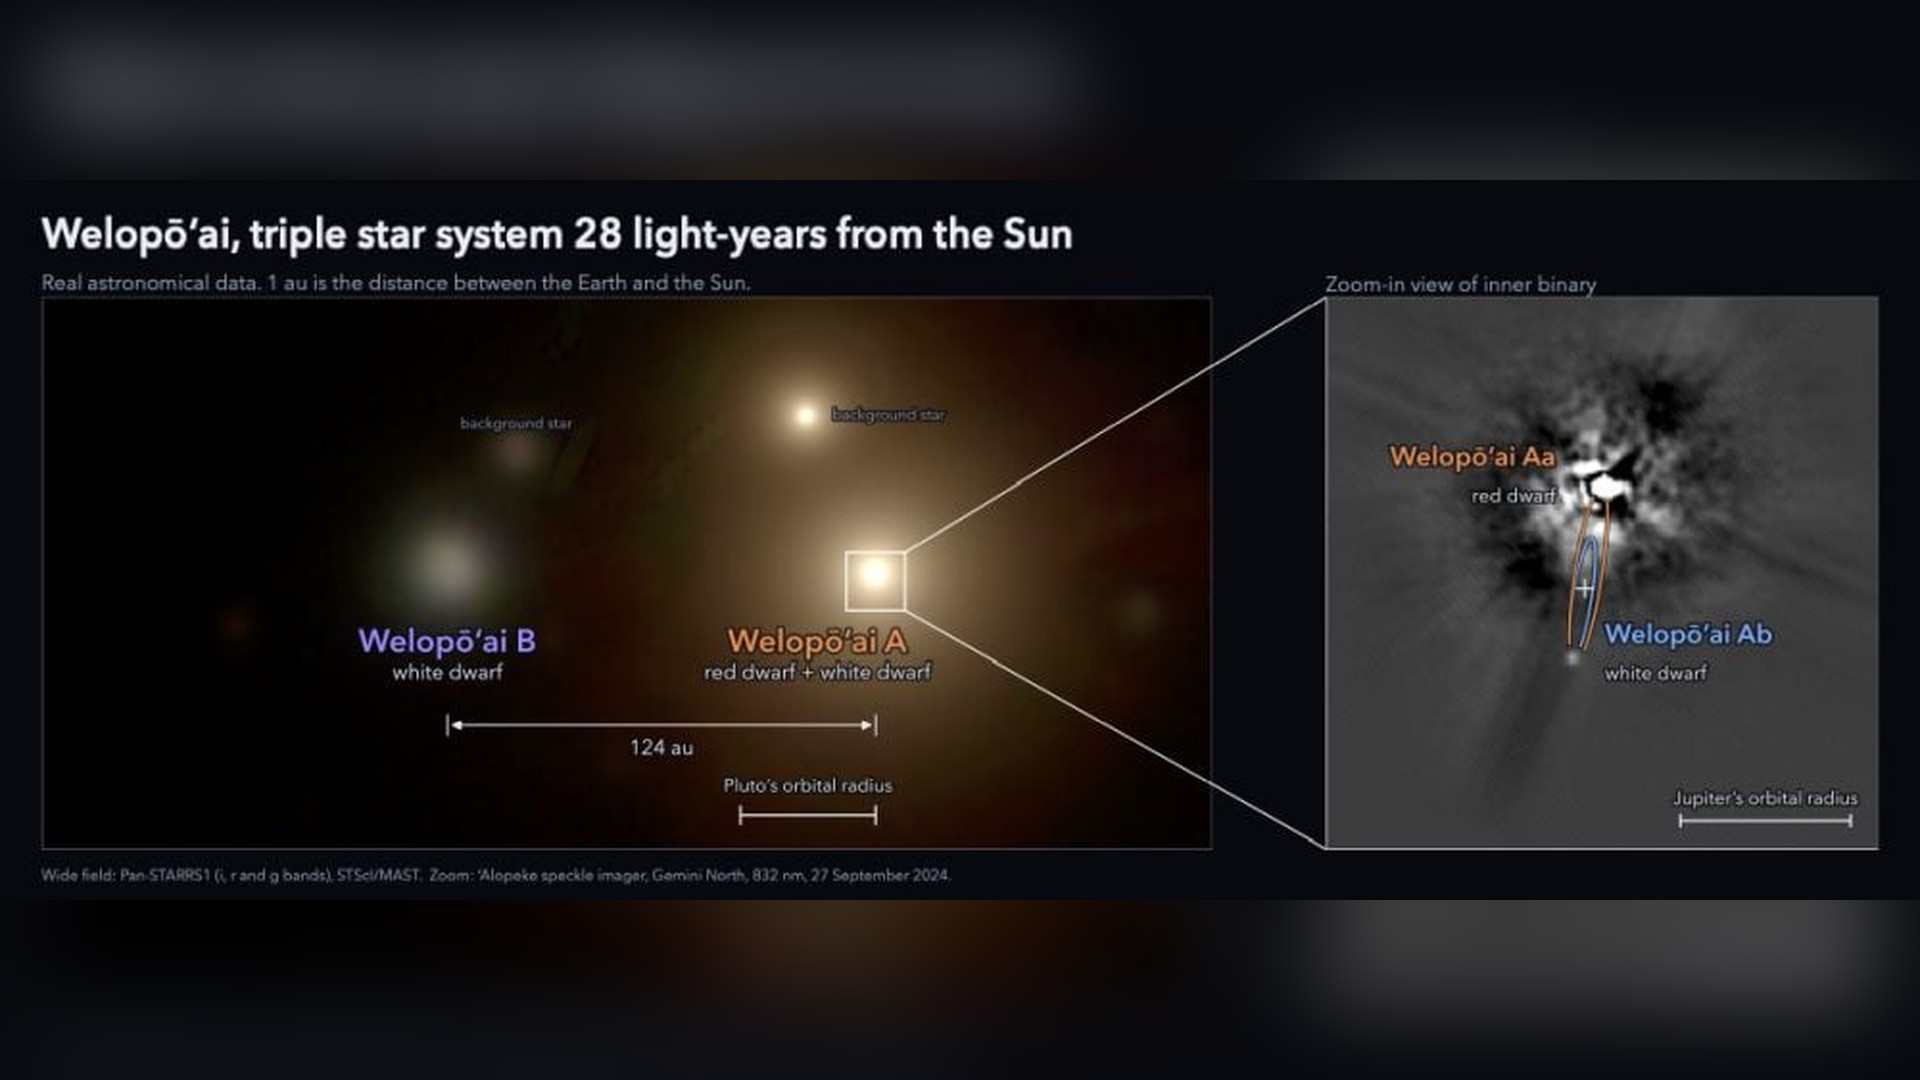 Welopō‘ai, triple star system 28 light-years from the Sun
Real astronomical data. 1 au is the distance between the Earth and the Sun.
background star
background star
Welopō‘ai B
white dwarf
Welopō‘ai A
red dwarf + white dwarf
124 au
Pluto’s orbital radius
Zoom-in view of inner binary
Welopō‘ai Aa
red dwarf
Welopō‘ai Ab
white dwarf
Jupiter’s orbital radius
Wide field: Pan-STARRS1 (i, r and g bands), STScI/MAST. Zoom: ‘Alopeke speckle imager, Gemini North, 832 nm, 27 September 2024.